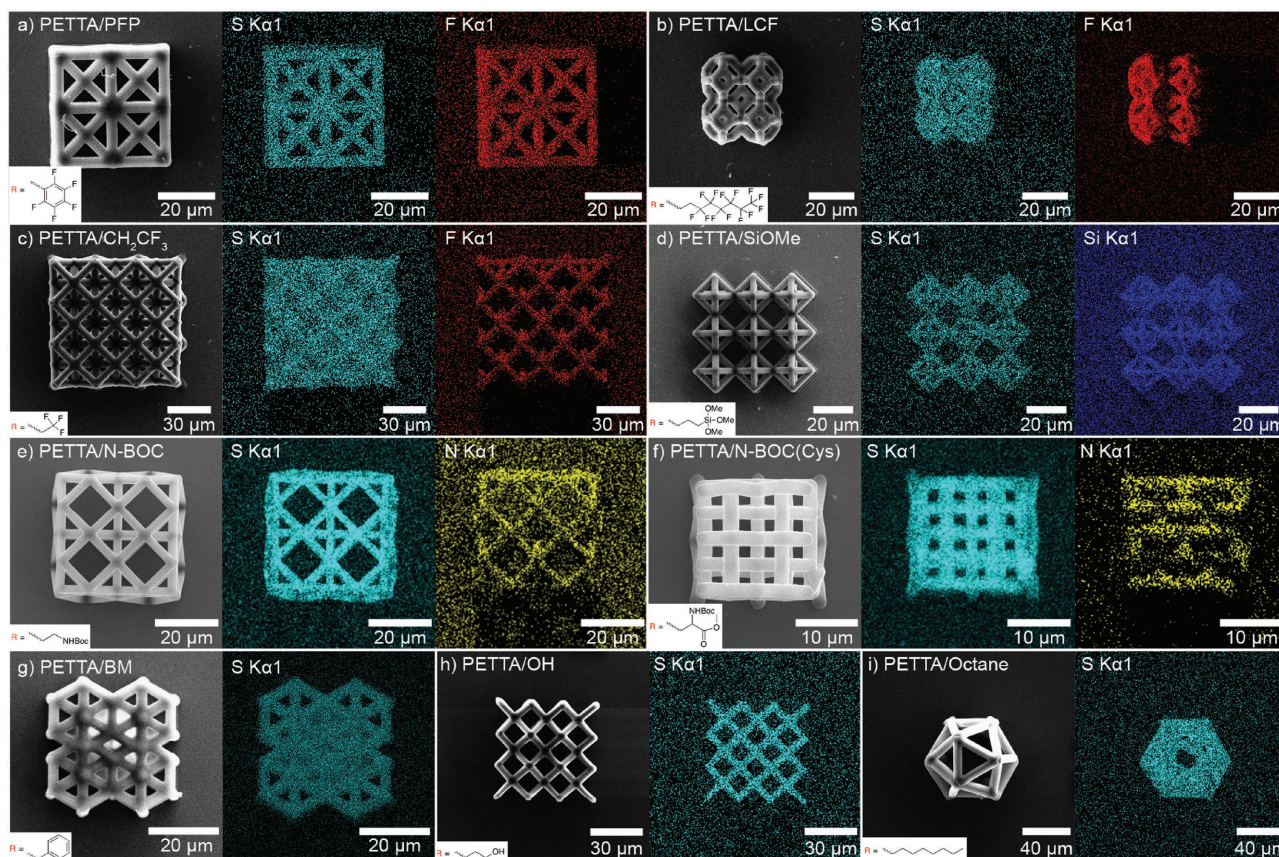 a) PETTA/PFP S Kα1 F Kα1
R =
F
F F
F F
20 µm 20 µm 20 µm
b) PETTA/LCF S Kα1 F Kα1
R =
F F F F F F
F
F F F F F F
20 µm 20 µm 20 µm
c) PETTA/CH₂CF₃ S Kα1 F Kα1
R =
F F
F
30 µm 30 µm 30 µm
d) PETTA/SiOMe S Kα1 Si Kα1
R =
OMe
Si–OMe
OMe
20 µm 20 µm 20 µm
e) PETTA/N-BOC S Kα1 N Kα1
R = NHBoc
20 µm 20 µm 20 µm
f) PETTA/N-BOC(Cys) S Kα1 N Kα1
R =
NHBoc
O
O
10 µm 10 µm 10 µm
g) PETTA/BM S Kα1
R =
20 µm 20 µm
h) PETTA/OH S Kα1
R = OH
30 µm 30 µm
i) PETTA/Octane S Kα1
R =
40 µm 40 µm